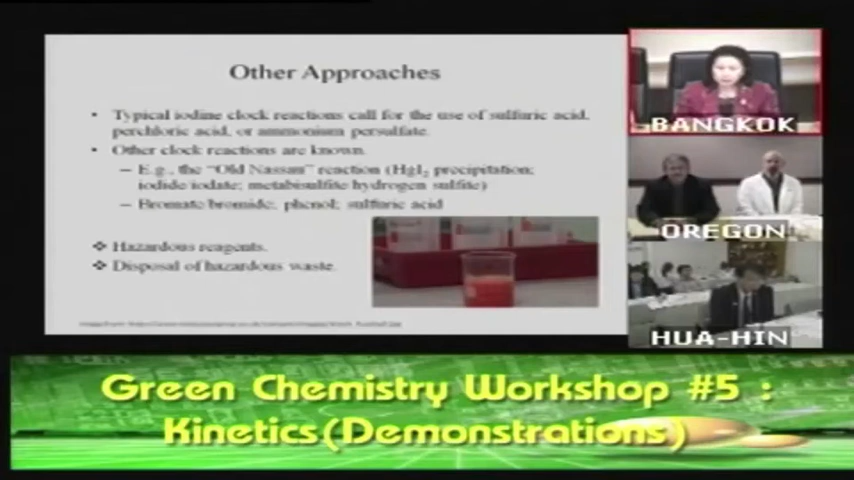 Other Approaches
• Typical iodine clock reactions call for the use of sulfuric acid,
perchloric acid, or ammonium persulfate.
• Other clock reactions are known.
– E.g., the "Old Nassau" reaction (HgI₂ precipitation;
iodide/iodate; metabisulfite/hydrogen sulfite)
– Bromate/bromide; phenol; sulfuric acid
❖ Hazardous reagents.
❖ Disposal of hazardous waste.
BANGKOK
OREGON
HUA-HIN
Green Chemistry Workshop #5 :
Kinetics(Demonstrations)